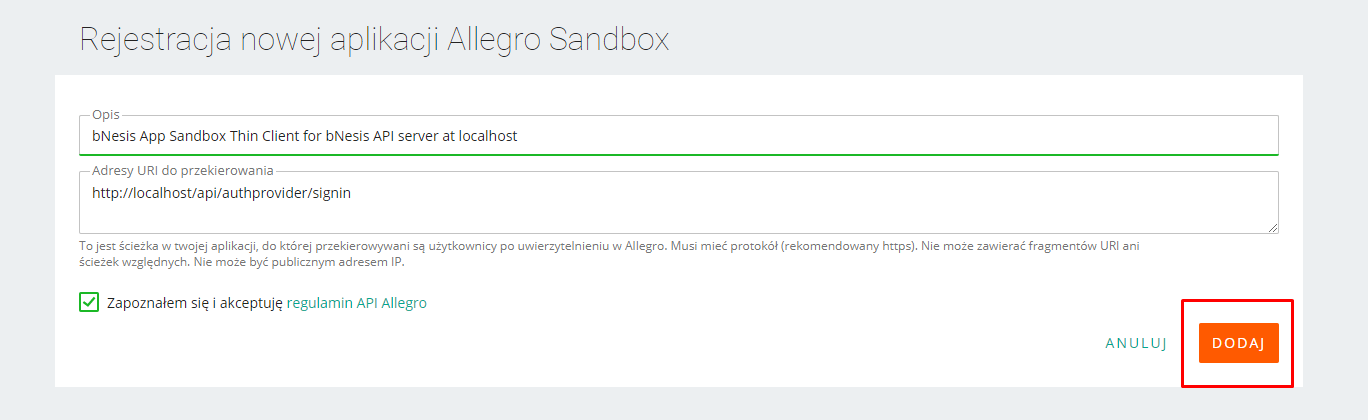 Rejestracja nowej aplikacji Allegro Sandbox
Opis
bNesis App Sandbox Thin Client for bNesis API server at localhost
Adresy URI do przekierowania
http://localhost/api/authprovider/signin
To jest ścieżka w twojej aplikacji, do której przekierowywani są użytkownicy po uwierzytelnieniu w Allegro. Musi mieć protokół (rekomendowany https). Nie może zawierać fragmentów URI ani
ścieżek względnych. Nie może być publicznym adresem IP.
Zapoznałem się i akceptuję regulamin API Allegro
ANULUJ DODAJ